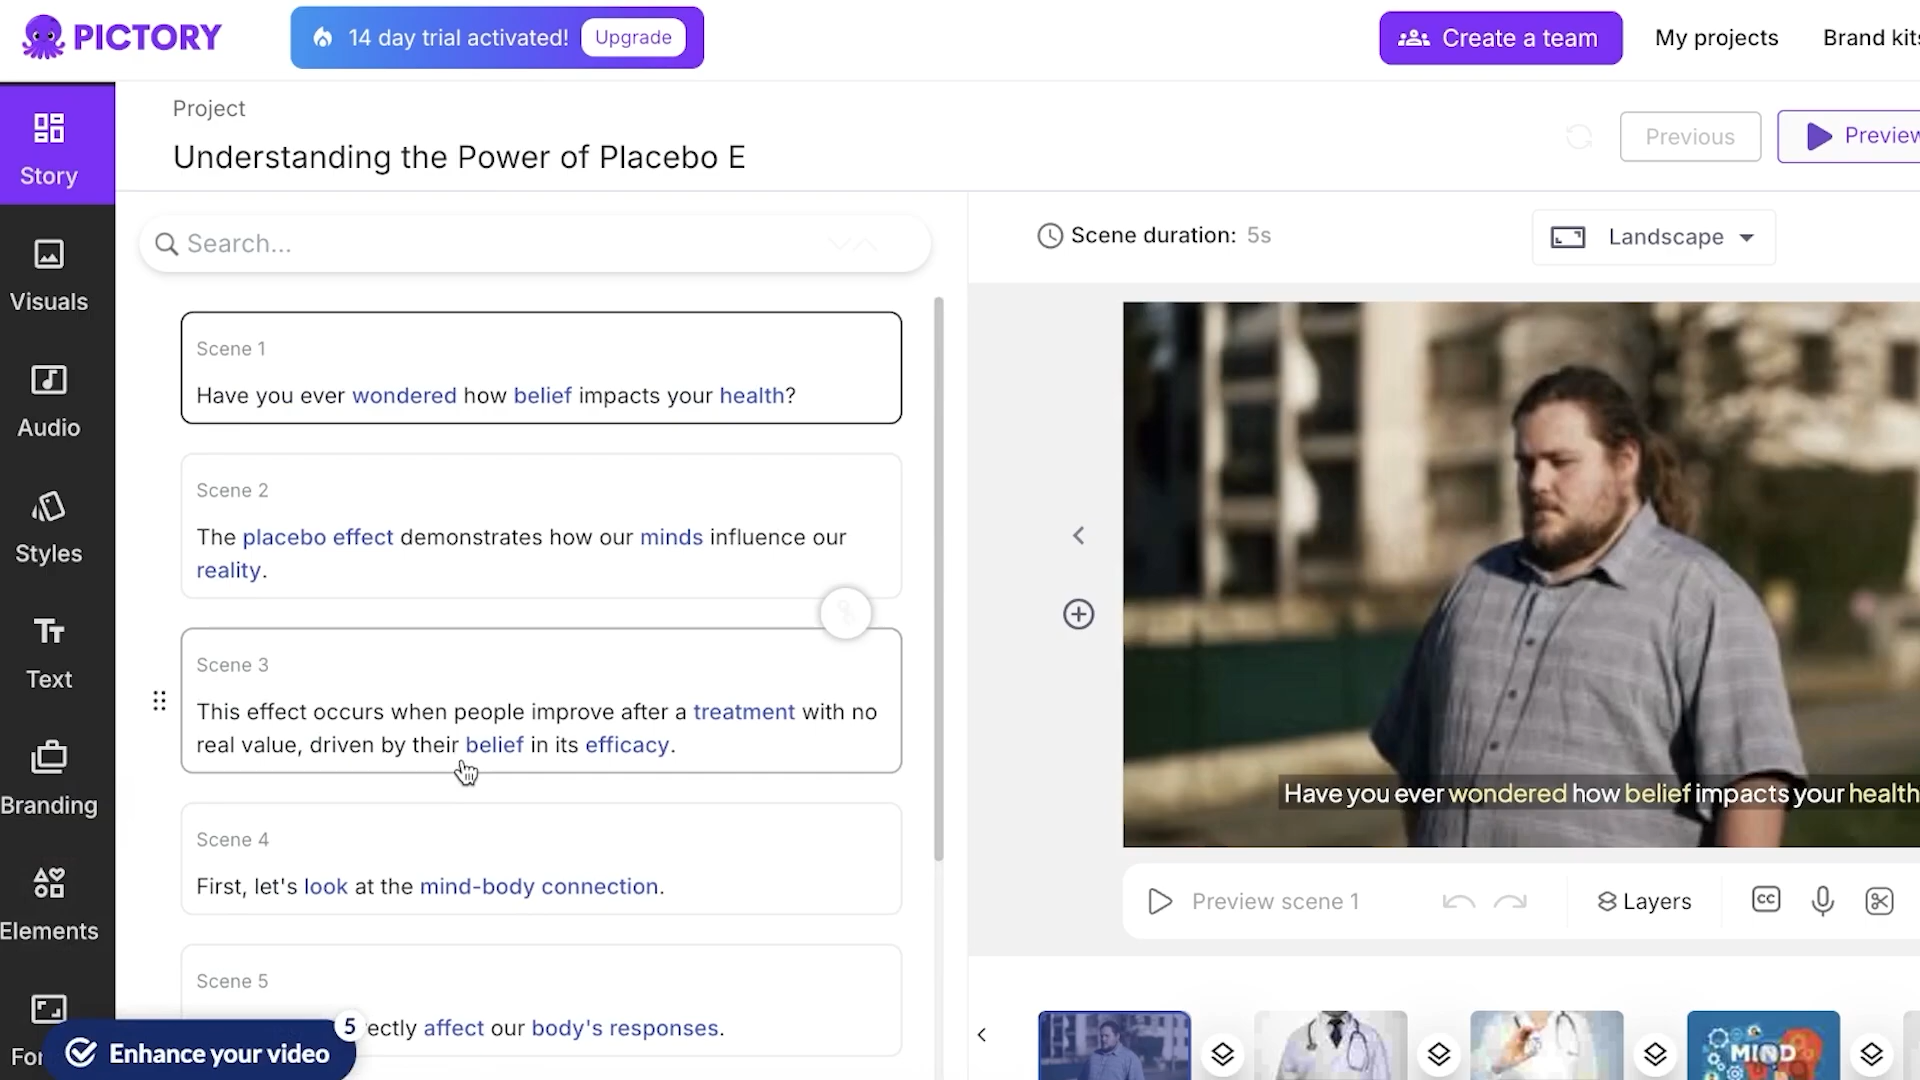 PICTORY
14 day trial activated!
Upgrade
Create a team
My projects
Brand kits
Story
Visuals
Audio
Styles
Text
Branding
Elements
For
Project
Understanding the Power of Placebo E
Previous
Preview
Search...
Scene duration: 5s
Landscape
Scene 1
Have you ever wondered how belief impacts your health?
Scene 2
The placebo effect demonstrates how our minds influence our
reality.
Scene 3
This effect occurs when people improve after a treatment with no
real value, driven by their belief in its efficacy.
Scene 4
First, let's look at the mind-body connection.
Scene 5
ectly affect our body's responses.
5
Enhance your video
Have you ever wondered how belief impacts your health
Preview scene 1
Layers
CC
MIND